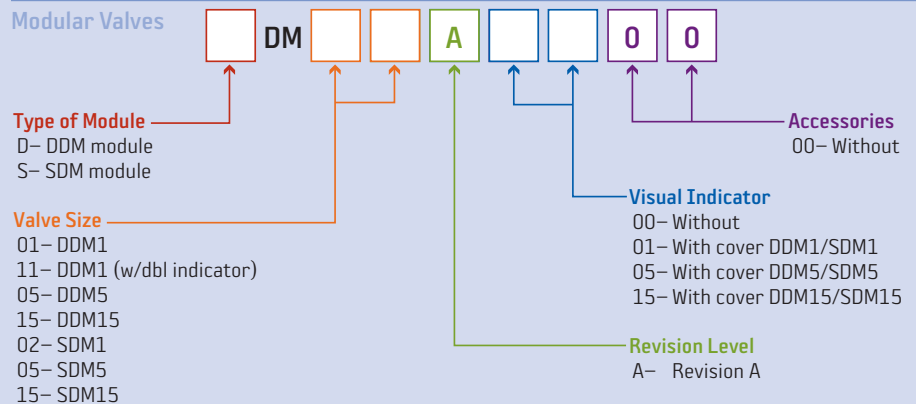 Modular Valves
DM A 0 0
Type of Module
D– DDM module
S– SDM module
Accessories
00– Without
Valve Size
01– DDM1
11– DDM1 (w/dbl indicator)
05– DDM5
15– DDM15
02– SDM1
05– SDM5
15– SDM15
Visual Indicator
00– Without
01– With cover DDM1/SDM1
05– With cover DDM5/SDM5
15– With cover DDM15/SDM15
Revision Level
A– Revision A